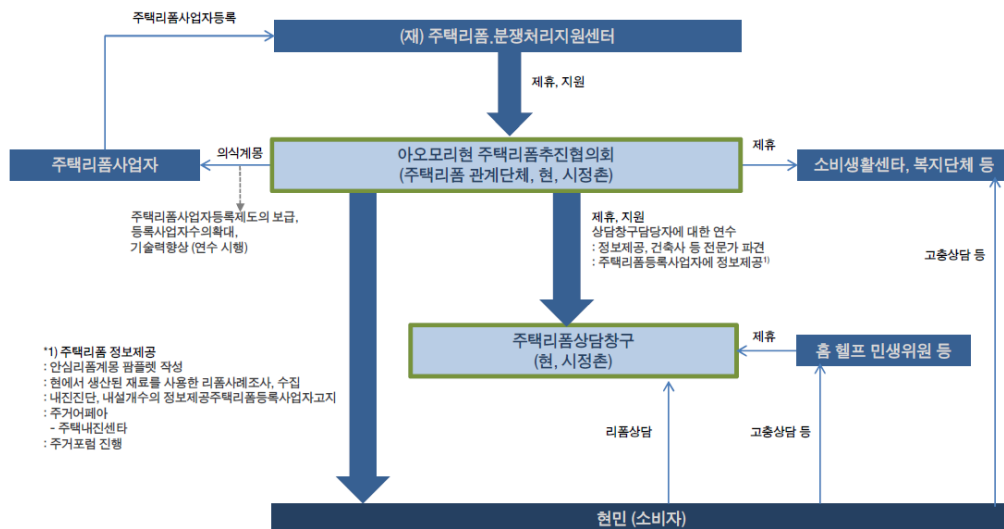 주택리폼사업자등록
(재) 주택리폼.분쟁처리지원센터
제휴, 지원
주택리폼사업자
의식계몽
아오모리현 주택리폼추진협의회
(주택리폼 관계단체, 현, 시정촌)
제휴
소비생활센타, 복지단체 등
주택리폼사업자등록제도의 보급,
등록사업자수의확대,
기술력향상 (연수 시행)
제휴, 지원
상담창구담당자에 대한 연수
: 정보제공, 건축사 등 전문가 파견
: 주택리폼등록사업자에 정보제공1)
고충상담 등
*1) 주택리폼 정보제공
: 안심리폼계몽 팜플렛 작성
: 현에서 생산된 재료를 사용한 리폼사례조사, 수집
: 내진진단, 내설개수의 정보제공주택리폼등록사업자고지
: 주거어페아
- 주택내진센타
: 주거포럼 진행
주택리폼상담창구
(현, 시정촌)
제휴
홈 헬프 민생위원 등
리폼상담
고충상담 등
현민 (소비자)